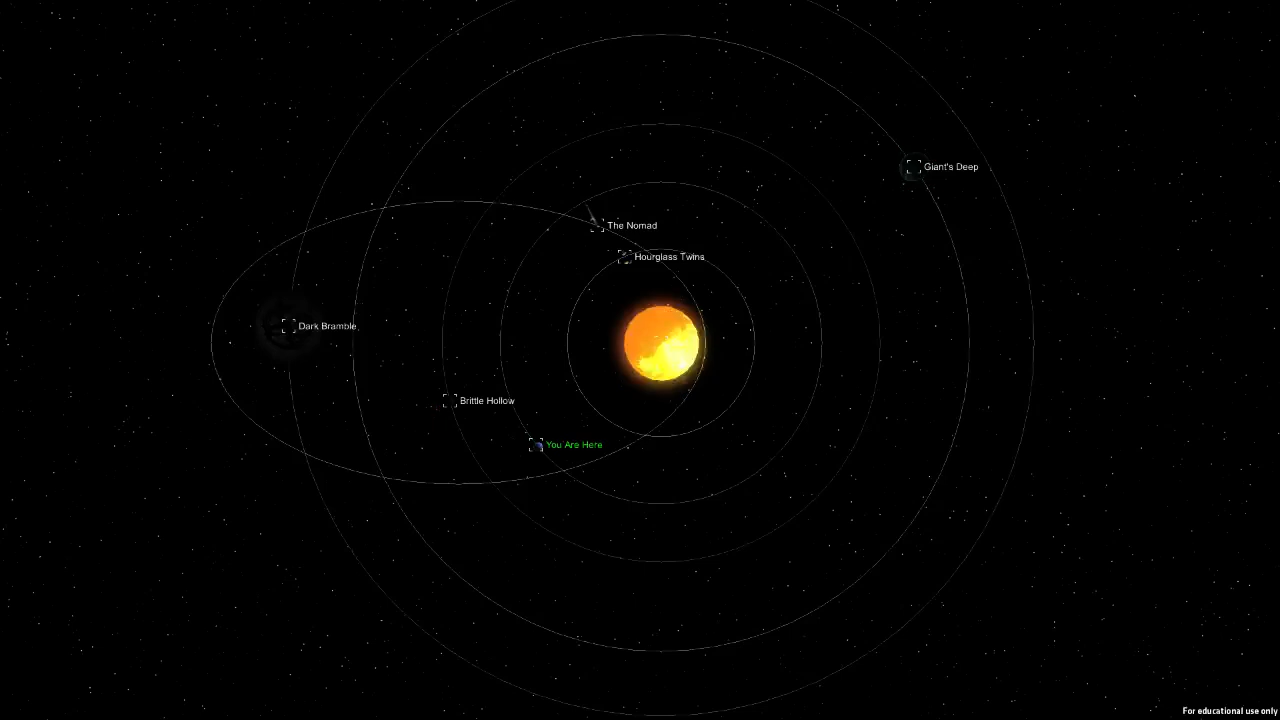 Giant's Deep
The Nomad
Hourglass Twins
Dark Bramble
Brittle Hollow
You Are Here
For educational use only